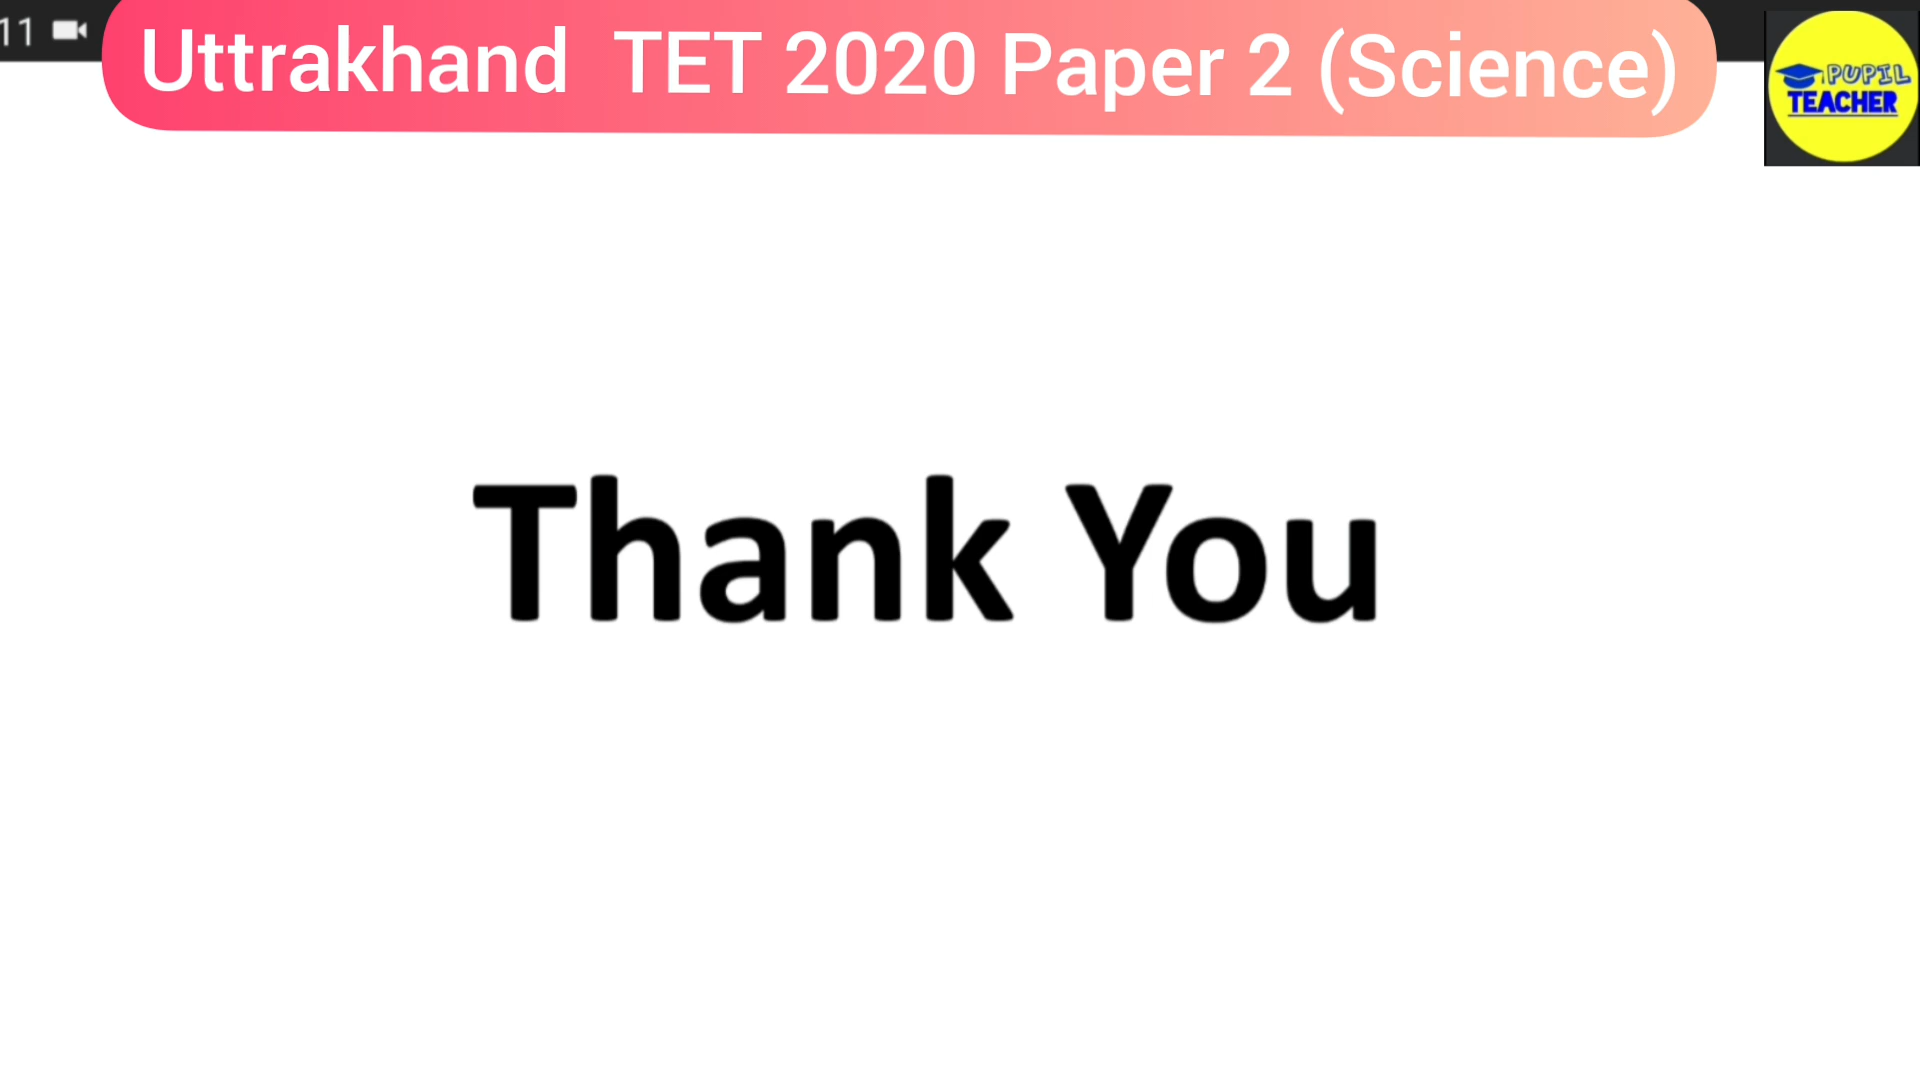 11
Uttrakhand TET 2020 Paper 2 (Science)
PUPIL
TEACHER
Thank You